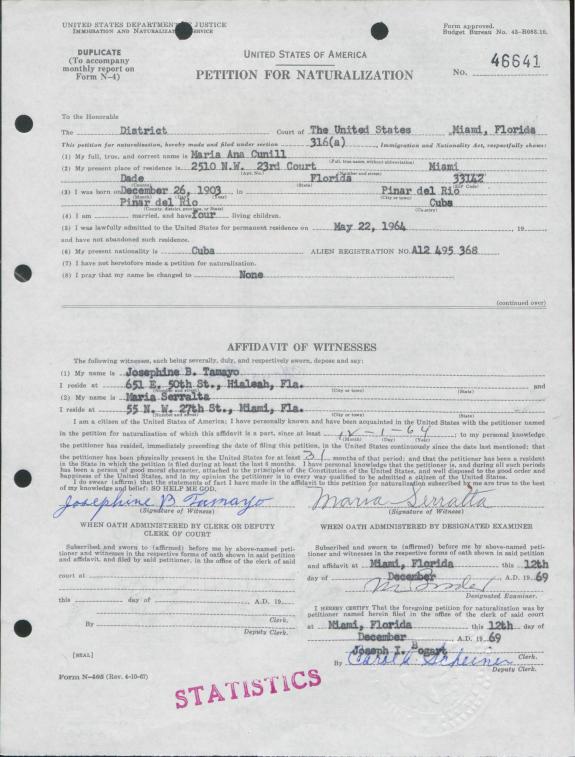 UNITED STATES DEPARTMENT OF JUSTICE
IMMIGRATION AND NATURALIZATION SERVICE
Form approved.
Budget Bureau No. 43-R083.10.
DUPLICATE
(To accompany
monthly report on
Form N-4)
UNITED STATES OF AMERICA
PETITION FOR NATURALIZATION
No. 46641
To the Honorable
The District Court of The United States Miami, Florida
This petition for naturalization, hereby made and filed under section 316(a), Immigration and Nationality Act, respectfully shows:
(1) My full, true, and correct name is Maria Ana Cunill
(Full, true name, without abbreviation)
(2) My present place of residence is 2510 N.W. 23rd Court Miami
(Apt. No.) (Number and street) (City or town)
Dade Florida 33142
(County) (State) (ZIP Code)
(3) I was born on December 26, 1903 in Pinar del Rio
(Month) (Day) (Year) (City or town)
Pinar del Rio Cuba
(County, district, province, or State) (Country)
(4) I am married, and have four living children.
(5) I was lawfully admitted to the United States for permanent residence on May 22, 1964, 19
and have not abandoned such residence.
(6) My present nationality is Cuba ALIEN REGISTRATION NO. A12 495 368
(7) I have not heretofore made a petition for naturalization.
(8) I pray that my name be changed to None
(continued over)
AFFIDAVIT OF WITNESSES
The following witnesses, each being severally, duly, and respectively sworn, depose and say:
(1) My name is Josephine B. Tamayo
I reside at 651 E. 50th St., Hialeah, Fla. and
(Number and street) (City or town) (State)
(2) My name is Maria Serralta
I reside at 55 N. W. 27th St., Miami, Fla.
(Number and street) (City or town) (State)
I am a citizen of the United States of America; I have personally known and have been acquainted in the United States with the petitioner named
in the petition for naturalization of which this affidavit is a part, since at least IX-1-64; to my personal knowledge
(Month) (Day) (Year)
the petitioner has resided, immediately preceding the date of filing this petition, in the United States continuously since the date last mentioned; that
the petitioner has been physically present in the United States for at least 31 months of that period; and that the petitioner has been a resident
in the State in which the petition is filed during at least the last 6 months. I have personal knowledge that the petitioner is, and during all such periods
has been a person of good moral character, attached to the principles of the Constitution of the United States, and well disposed to the good order and
happiness of the United States, and in my opinion the petitioner is in every way qualified to be admitted a citizen of the United States.
I do swear (affirm) that the statements of fact I have made in the affidavit to this petition for naturalization subscribed by me are true to the best
of my knowledge and belief: SO HELP ME GOD.
Josephine B Tamayo Maria Serralta
(Signature of Witness) (Signature of Witness)
WHEN OATH ADMINISTERED BY CLERK OR DEPUTY
CLERK OF COURT
Subscribed and sworn to (affirmed) before me by above-named peti-
tioner and witnesses in the respective forms of oath shown in said petition
and affidavit, and filed by said petitioner, in the office of the clerk of said
court at
this day of A.D. 19
Clerk.
By
Deputy Clerk.
[SEAL]
WHEN OATH ADMINISTERED BY DESIGNATED EXAMINER
Subscribed and sworn to (affirmed) before me by above-named peti-
tioner and witnesses in the respective forms of oath shown in said petition
and affidavit at Miami, Florida this 12th
day of December A.D. 1969
Designated Examiner.
I HEREBY CERTIFY That the foregoing petition for naturalization was by
petitioner named herein filed in the office of the clerk of said court
at Miami, Florida this 12th day of
December, A.D. 1969
Joseph I. Bogart
Clerk.
By Carol A. Scheiner
Deputy Clerk.
Form N-405 (Rev. 4-10-67)
STATISTICS